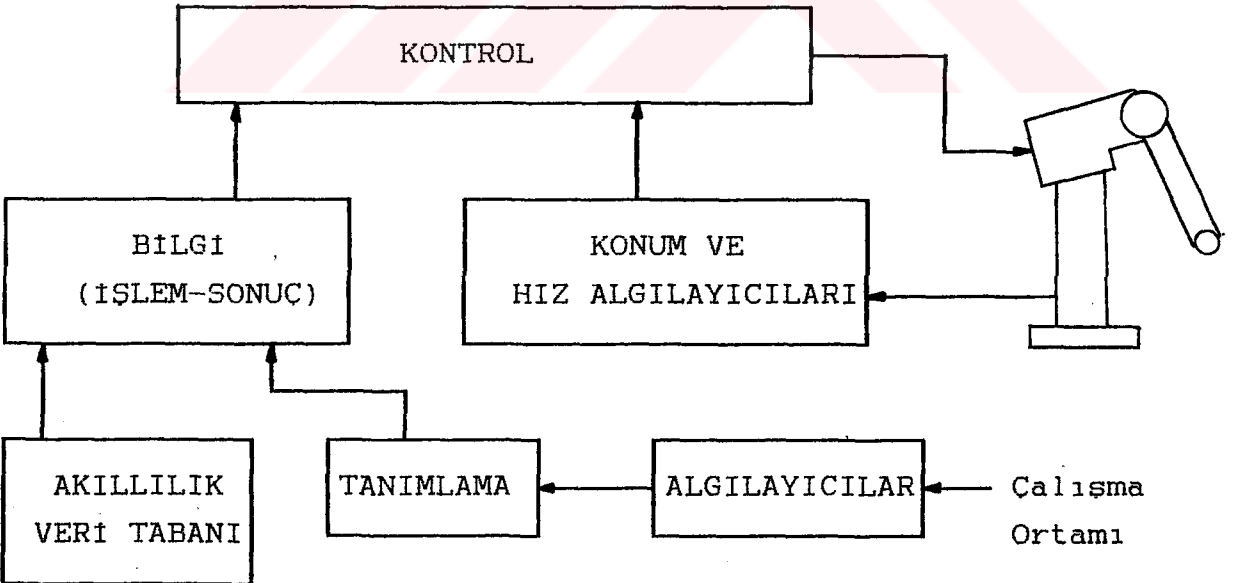 KONTROL
BİLGİ
(İŞLEM-SONUÇ)
KONUM VE
HIZ ALGILAYICILARI
AKILLILIK
VERİ TABANI
TANIMLAMA
ALGILAYICILAR
Çalışma
Ortamı